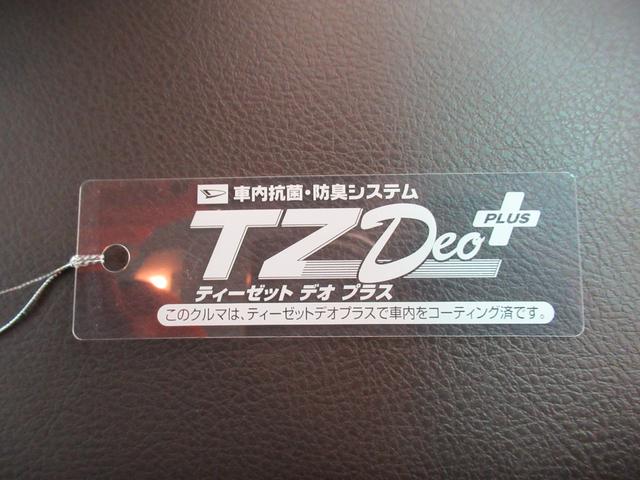 車内抗菌・防臭システム
TZ Deo PLUS
ティーゼット デオ プラス
このクルマは、ティーゼットデオプラスで車内をコーティング済です。